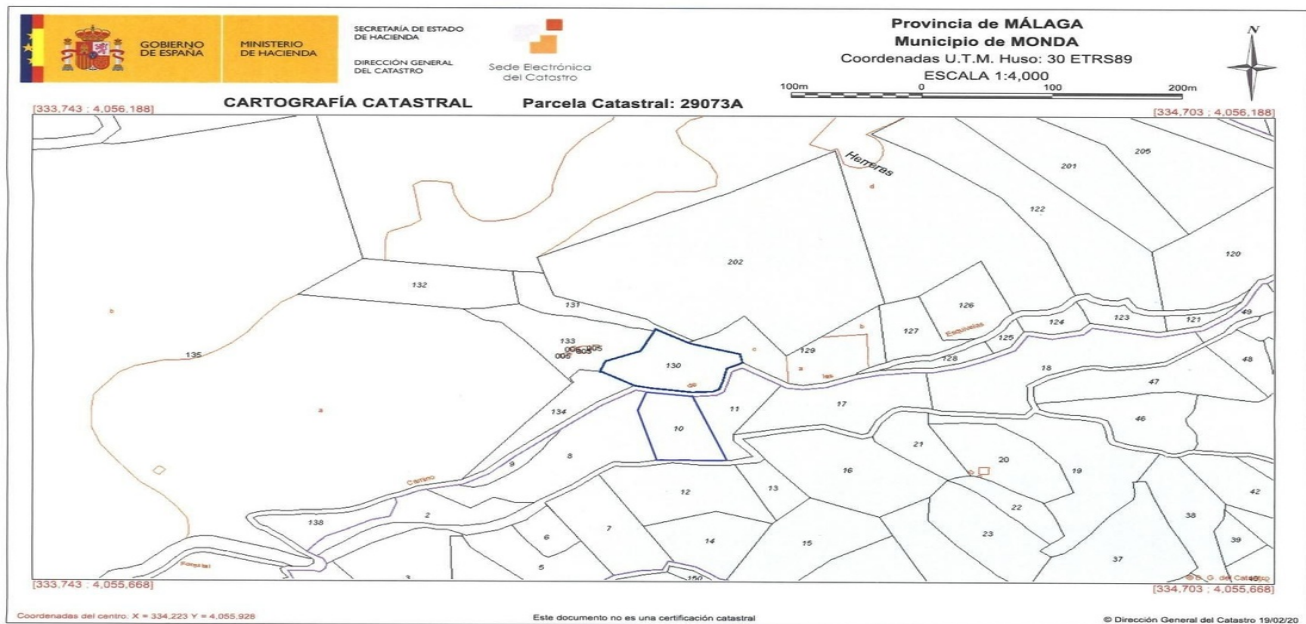 GOBIERNO
DE ESPAÑA
MINISTERIO
DE HACIENDA
SECRETARÍA DE ESTADO
DE HACIENDA
DIRECCIÓN GENERAL
DEL CATASTRO
Sede Electrónica
del Catastro
Provincia de MÁLAGA
Municipio de MONDA
Coordenadas U.T.M. Huso: 30 ETRS89
ESCALA 1:4,000
N
100m 0 100 200m
CARTOGRAFÍA CATASTRAL Parcela Catastral: 29073A
[333,743 ; 4,056,188]
[334,703 ; 4,056,188]
Herreras
d
201
205
122
120
202
132
131
b
126
127
Esquivelas
124
123
121
49
125
128
135
133
005
130
de
c
129
b
a
las
18
48
47
a
134
10
11
17
46
9
8
21
20
b
19
16
Camino
12
13
22
42
138
2
6
7
14
15
23
38
39
37
5
150
[333,743 ; 4,055,668]
[334,703 ; 4,055,668]
Coordenadas del centro. X = 334,223 Y = 4,055,928
Este documento no es una certificación catastral
© Dirección General del Catastro 19/02/20